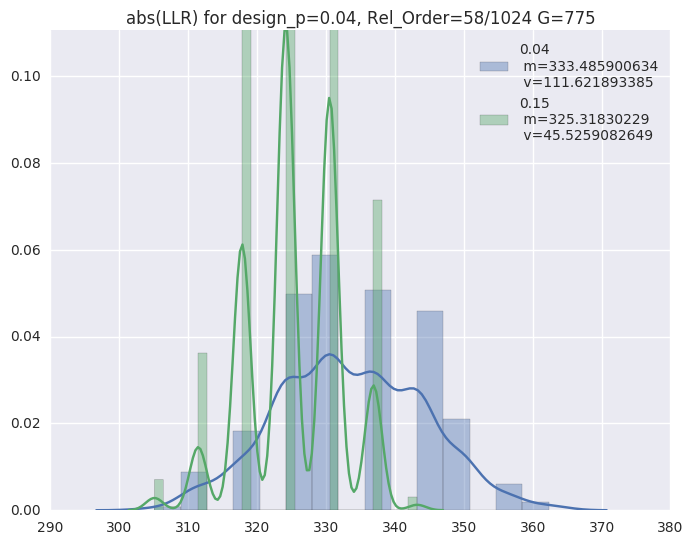 abs(LLR) for design_p=0.04, Rel_Order=58/1024 G=775
0.04
m=333.485900634
v=111.621893385
0.15
m=325.31830229
v=45.5259082649
0.10
0.08
0.06
0.04
0.02
0.00
290 300 310 320 330 340 350 360 370 380